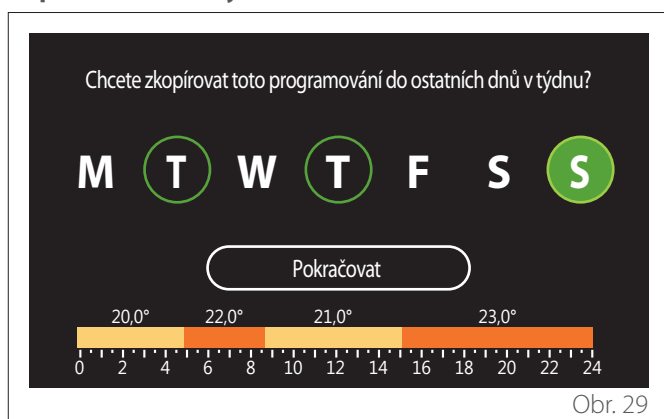 Chcete zkopírovat toto programování do ostatních dnů v týdnu?
M T W T F S S
Pokračovat
20,0° 22,0° 21,0° 23,0°
0 2 4 6 8 10 12 14 16 18 20 22 24
Obr. 29